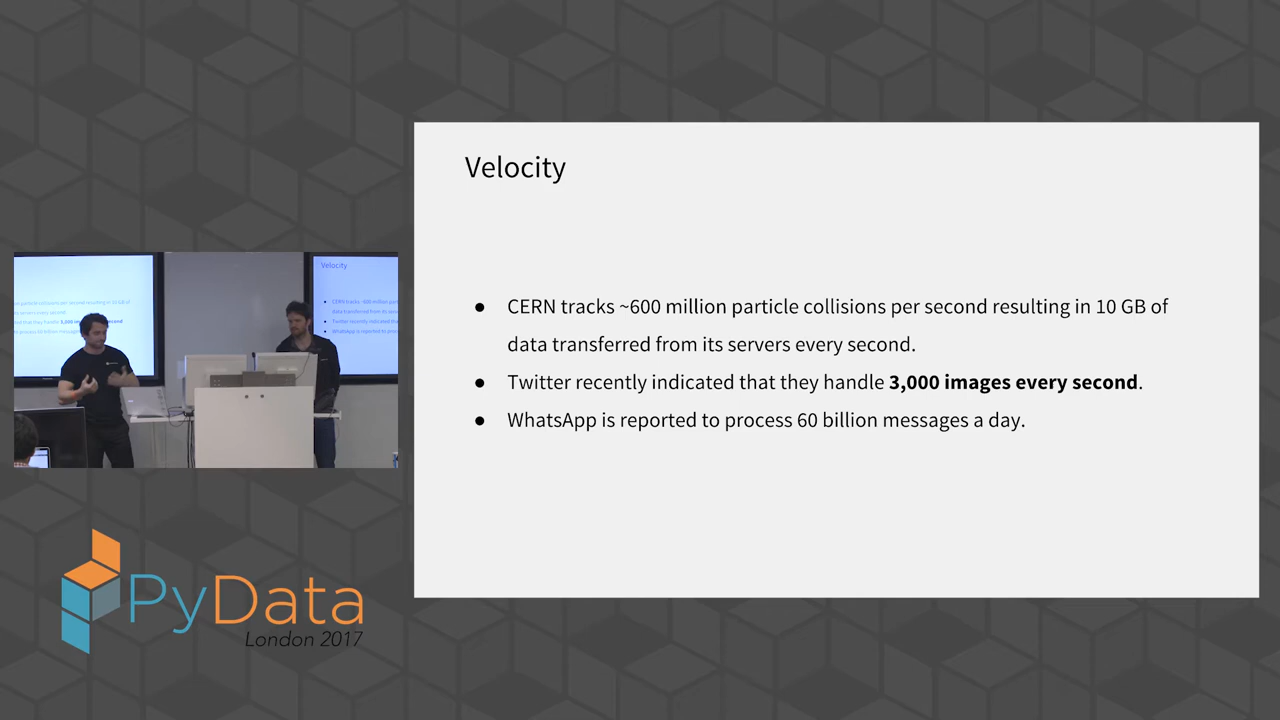 Velocity
● CERN tracks ~600 million particle collisions per second resulting in 10 GB of
data transferred from its servers every second.
● Twitter recently indicated that they handle 3,000 images every second.
● WhatsApp is reported to process 60 billion messages a day.
Velocity
PyData
London 2017